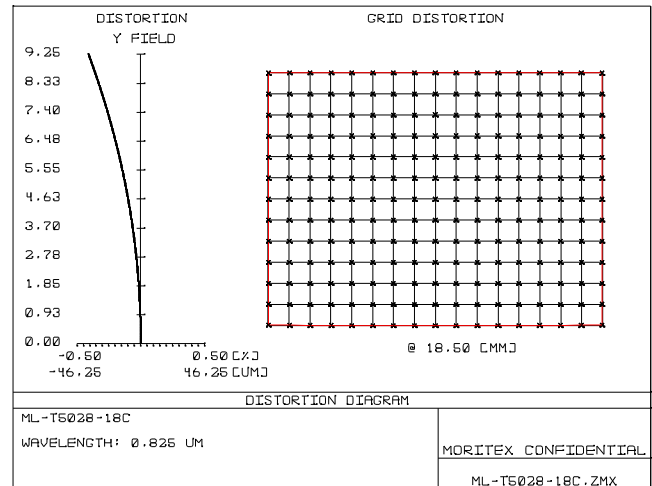 DISTORTION
Y FIELD
9.25
8.33
7.40
6.48
5.55
4.63
3.70
2.78
1.85
0.93
0.00
-0.50 0.50 [%]
-46.25 46.25 [UM]
GRID DISTORTION
@ 18.50 [MM]
DISTORTION DIAGRAM
ML-T5028-18C
WAVELENGTH: 0.825 UM
MORITEX CONFIDENTIAL
ML-T5028-18C.ZMX